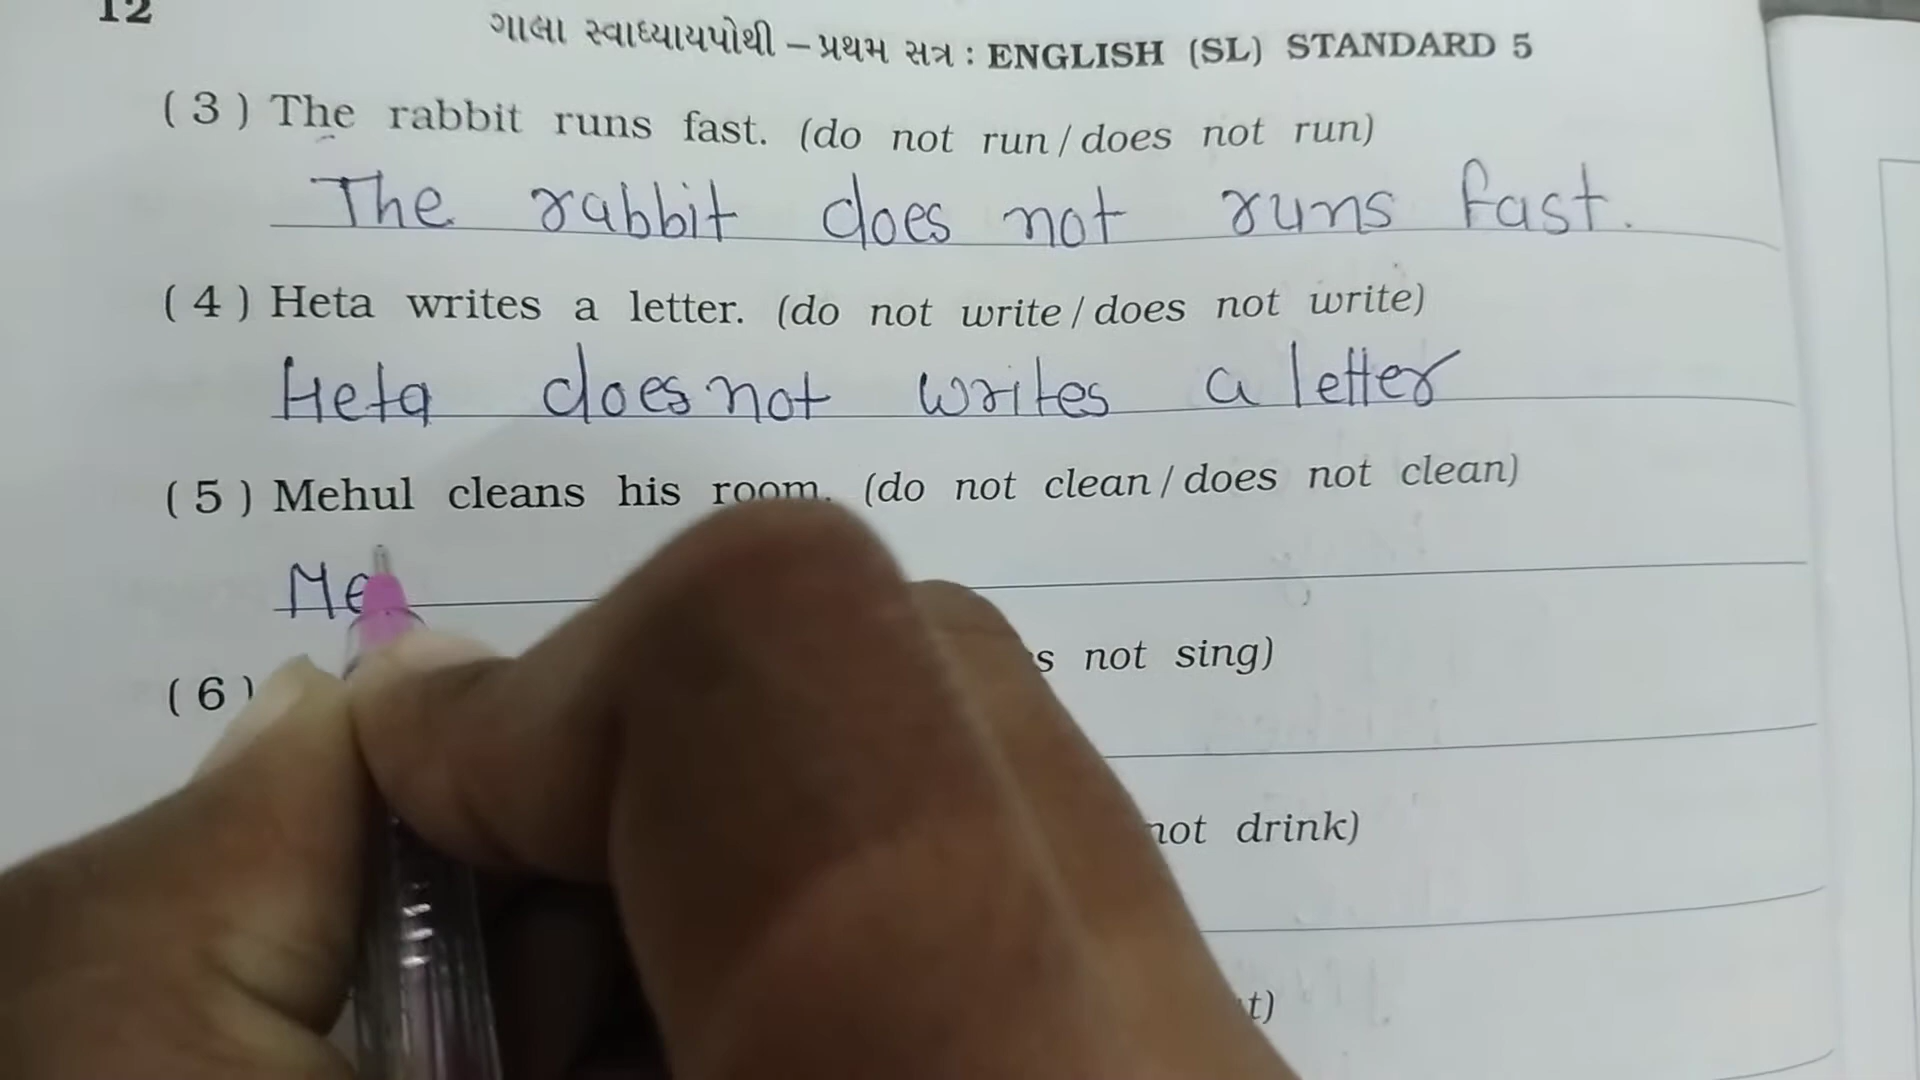 12
ગાલા સ્વાધ્યાયપોથી – પ્રથમ સત્ર : ENGLISH (SL) STANDARD 5
(3) The rabbit runs fast. (do not run / does not run)
The rabbit does not runs fast.
(4) Heta writes a letter. (do not write / does not write)
Heta does not writes a letter
(5) Mehul cleans his room. (do not clean / does not clean)
Me
(6) not sing)
not drink)